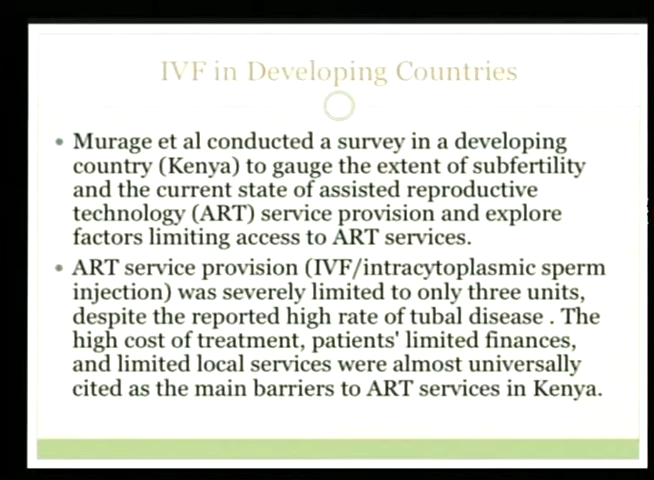 IVF in Developing Countries
• Murage et al conducted a survey in a developing
country (Kenya) to gauge the extent of subfertility
and the current state of assisted reproductive
technology (ART) service provision and explore
factors limiting access to ART services.
• ART service provision (IVF/intracytoplasmic sperm
injection) was severely limited to only three units,
despite the reported high rate of tubal disease . The
high cost of treatment, patients' limited finances,
and limited local services were almost universally
cited as the main barriers to ART services in Kenya.